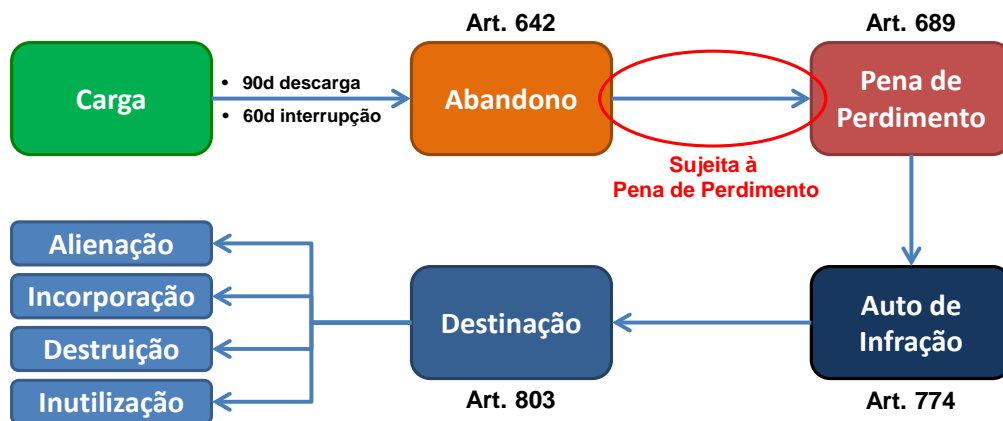 Art. 642
Art. 689
Carga
• 90d descarga
• 60d interrupção
Abandono
Sujeita à
Pena de Perdimento
Pena de
Perdimento
Alienação
Incorporação
Destruição
Inutilização
Destinação
Auto de
Infração
Art. 803
Art. 774